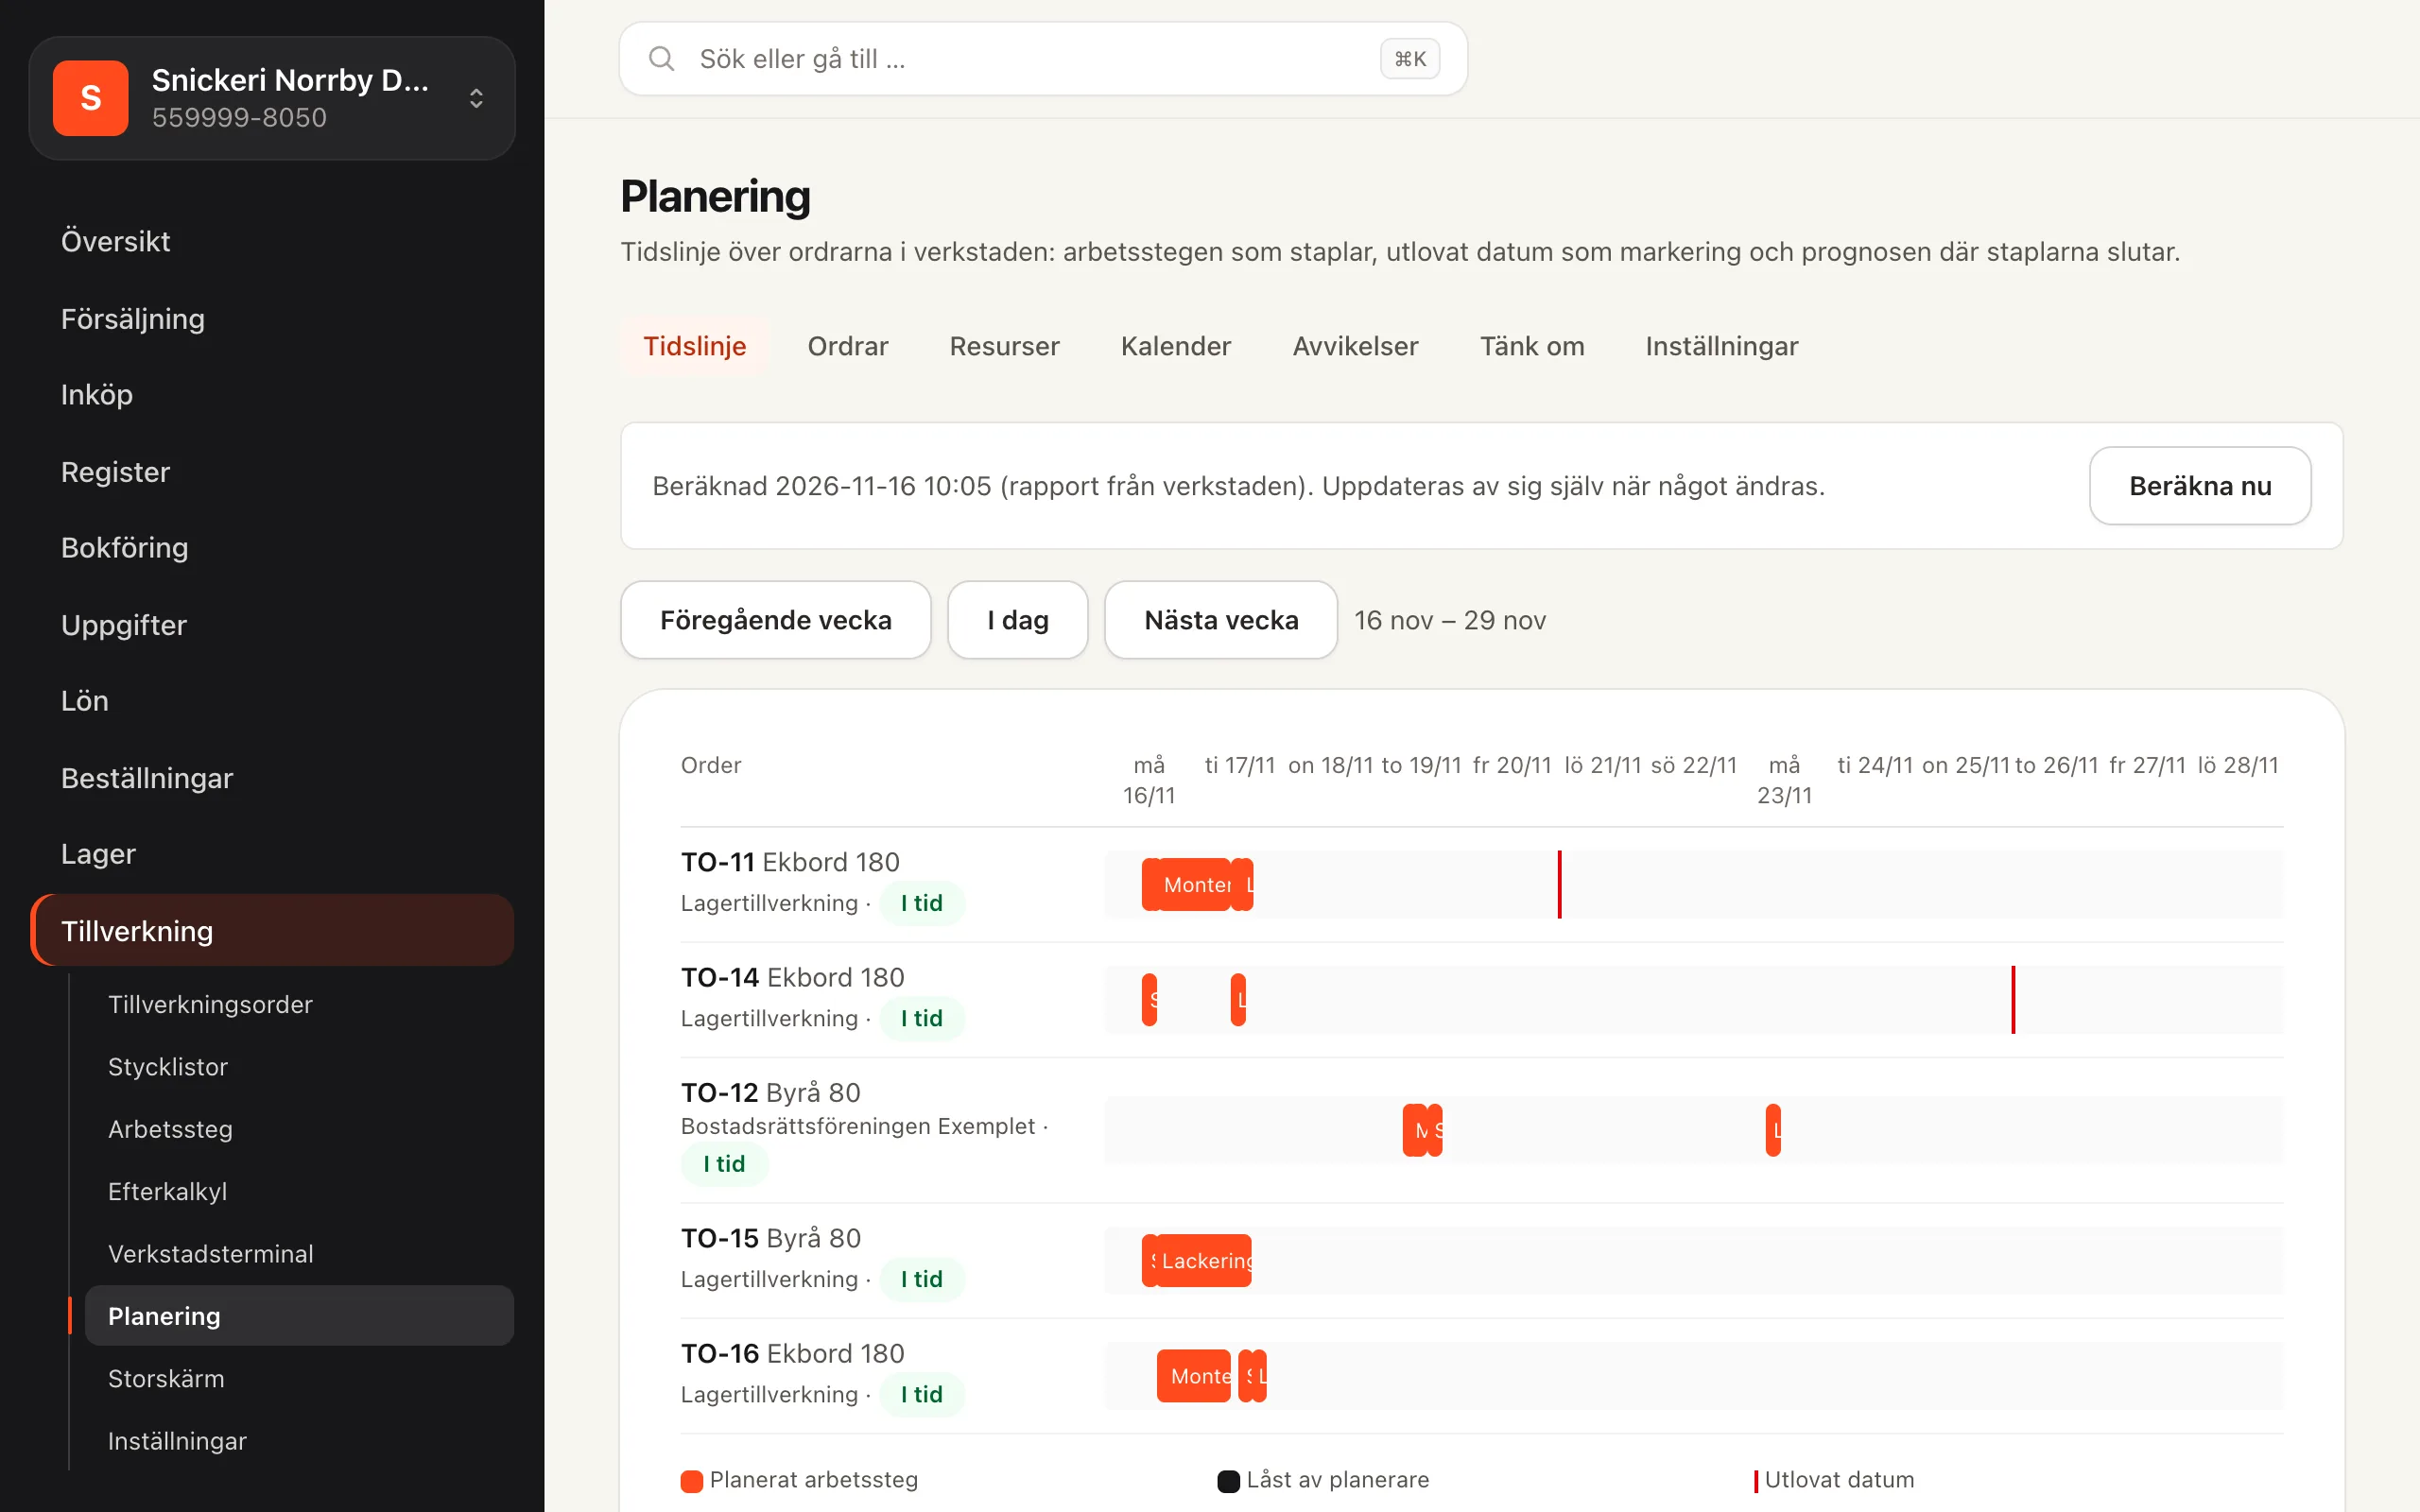 S
Snickeri Norrby D...
559999-8050
Översikt
Försäljning
Inköp
Register
Bokföring
Uppgifter
Lön
Beställningar
Lager
Tillverkning
Tillverkningsorder
Stycklistor
Arbetssteg
Efterkalkyl
Verkstadsterminal
Planering
Storskärm
Inställningar
Sök eller gå till ...
⌘K
Planering
Tidslinje över ordrarna i verkstaden: arbetsstegen som staplar, utlovat datum som markering och prognosen där staplarna slutar.
Tidslinje Ordrar Resurser Kalender Avvikelser Tänk om Inställningar
Beräknad 2026-11-16 10:05 (rapport från verkstaden). Uppdateras av sig själv när något ändras.
Beräkna nu
Föregående vecka I dag Nästa vecka 16 nov – 29 nov
Order må 16/11 ti 17/11 on 18/11 to 19/11 fr 20/11 lö 21/11 sö 22/11 må 23/11 ti 24/11 on 25/11 to 26/11 fr 27/11 lö 28/11
TO-11 Ekbord 180
Lagertillverkning · I tid
Monter L
TO-14 Ekbord 180
Lagertillverkning · I tid
S L
TO-12 Byrå 80
Bostadsrättsföreningen Exemplet ·
I tid
M S L
TO-15 Byrå 80
Lagertillverkning · I tid
S Lackering
TO-16 Ekbord 180
Lagertillverkning · I tid
Monte S L
Planerat arbetssteg Låst av planerare Utlovat datum